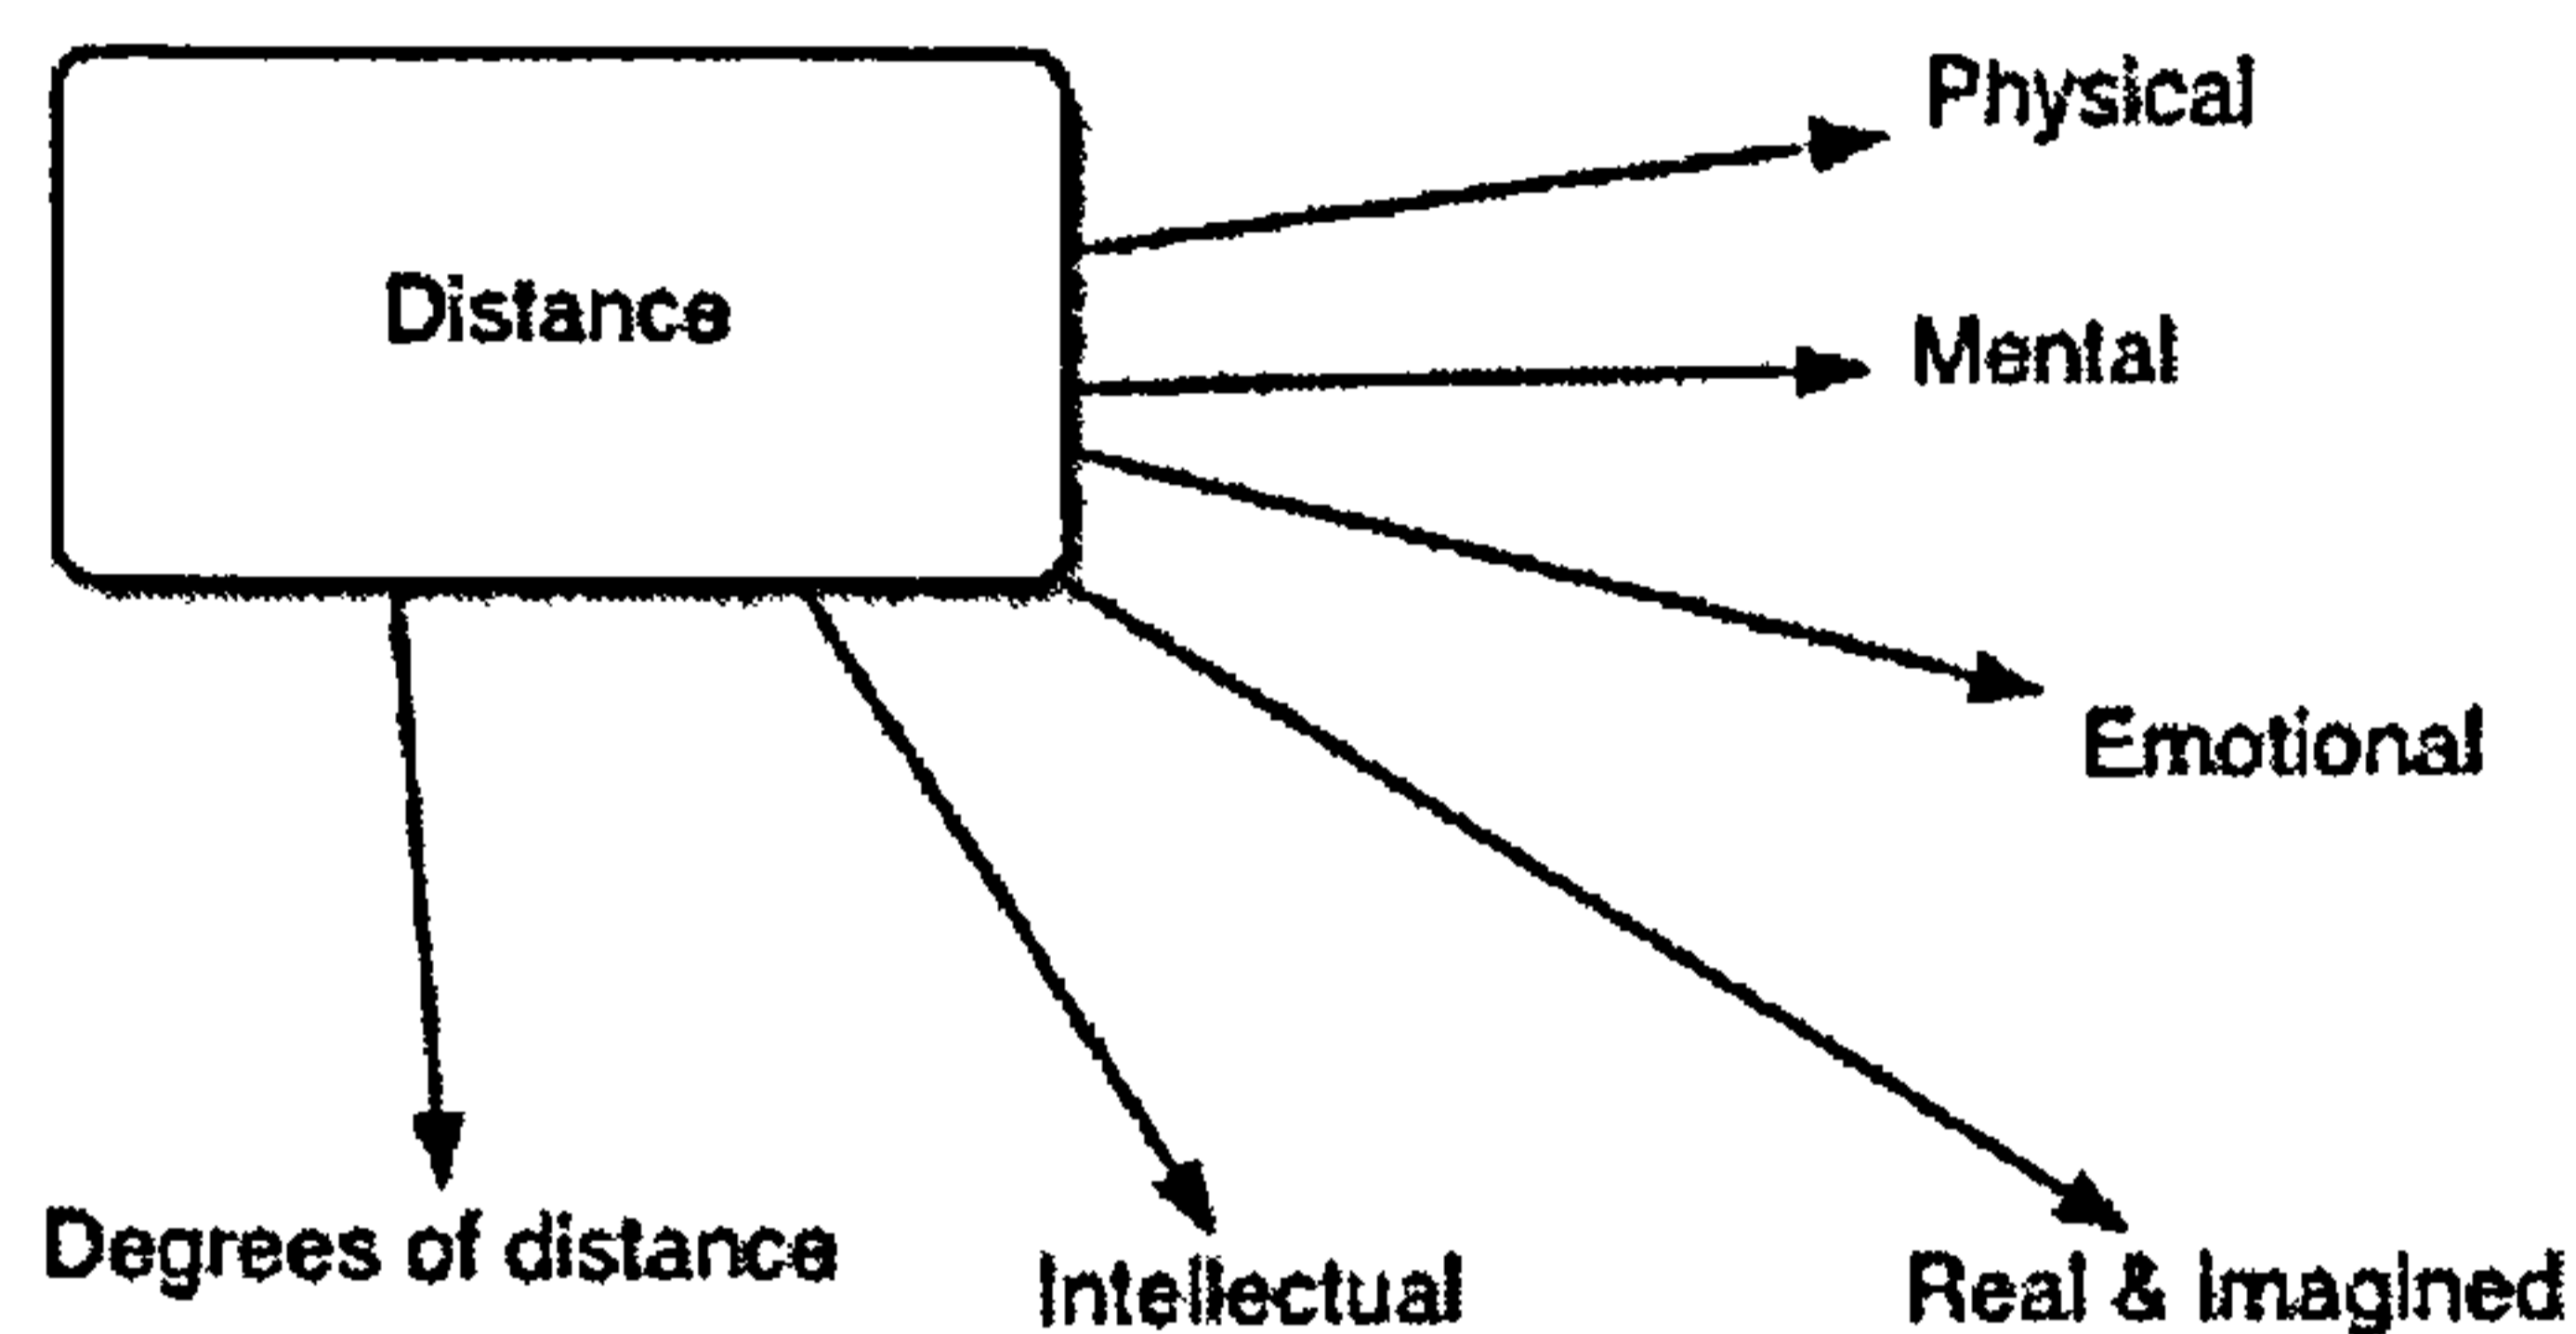 Physical
Distance
Mental
Emotional
Degrees of distance
Intellectual
Real & imagined